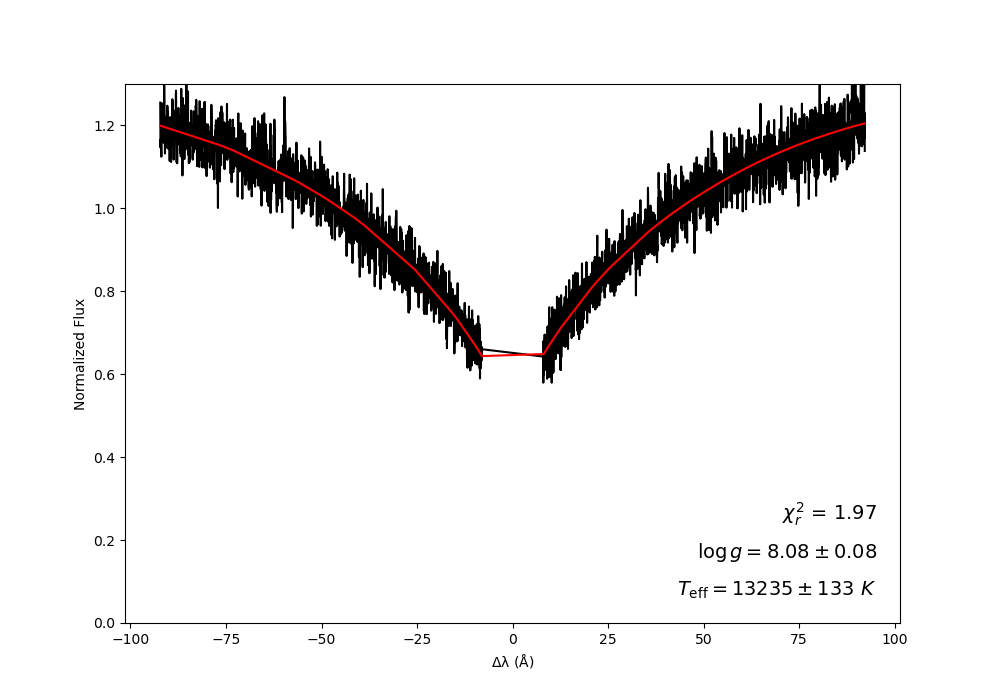 Normalized Flux
1.2
1.0
0.8
0.6
0.4
0.2
0.0
χ²ᵣ = 1.97
log g = 8.08 ± 0.08
T_eff = 13235 ± 133 K
−100 −75 −50 −25 0 25 50 75 100
Δλ (Å)